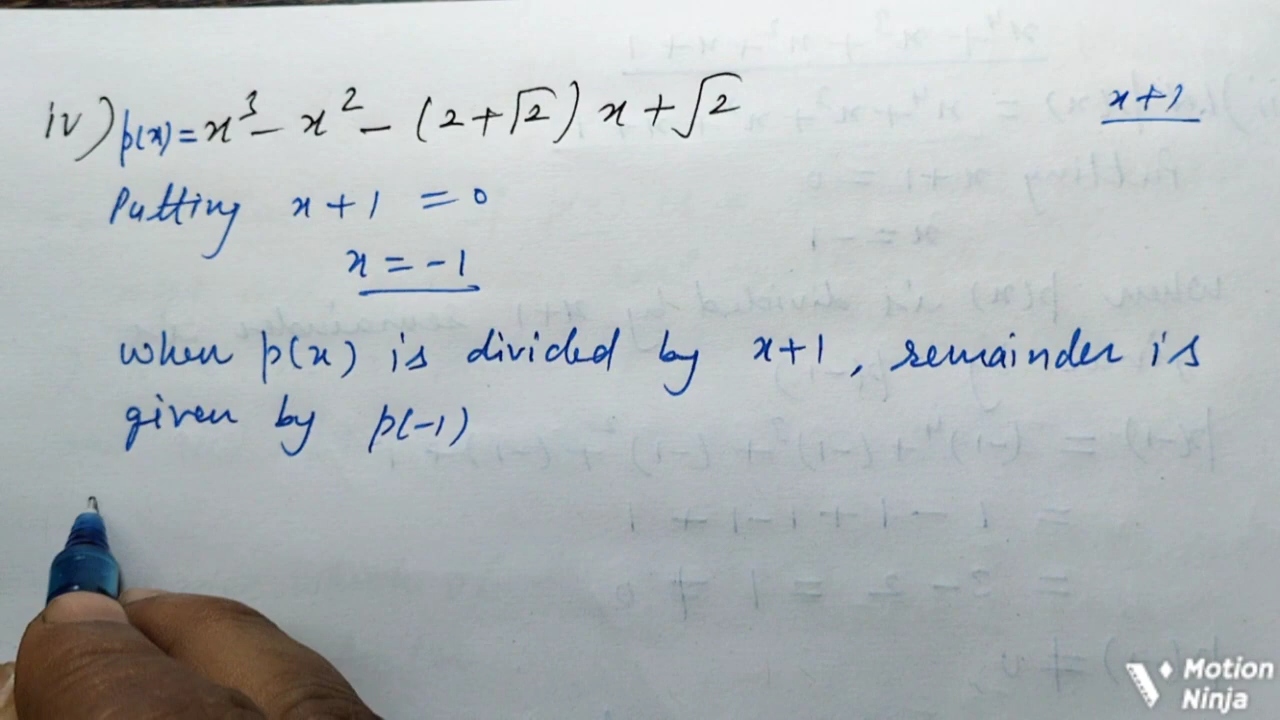 iv) p(x) = x³ - x² - (2+√2) x + √2
x+1
Putting x + 1 = 0
x = -1
when p(x) is divided by x+1, remainder is
given by p(-1)
Motion
Ninja